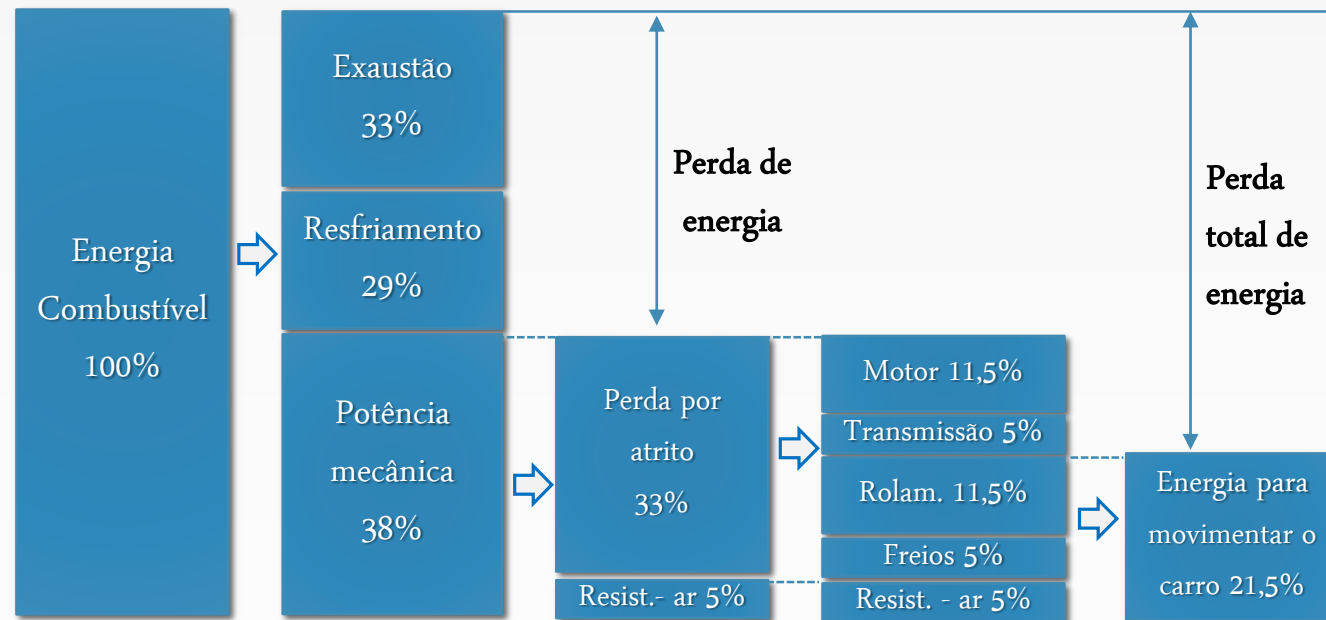 Energia
Combustível
100%
Exaustão
33%
Resfriamento
29%
Potência
mecânica
38%
Perda de
energia
Perda por
atrito
33%
Resist.- ar 5%
Motor 11,5%
Transmissão 5%
Rolam. 11,5%
Freios 5%
Resist. - ar 5%
Perda
total de
energia
Energia para
movimentar o
carro 21,5%